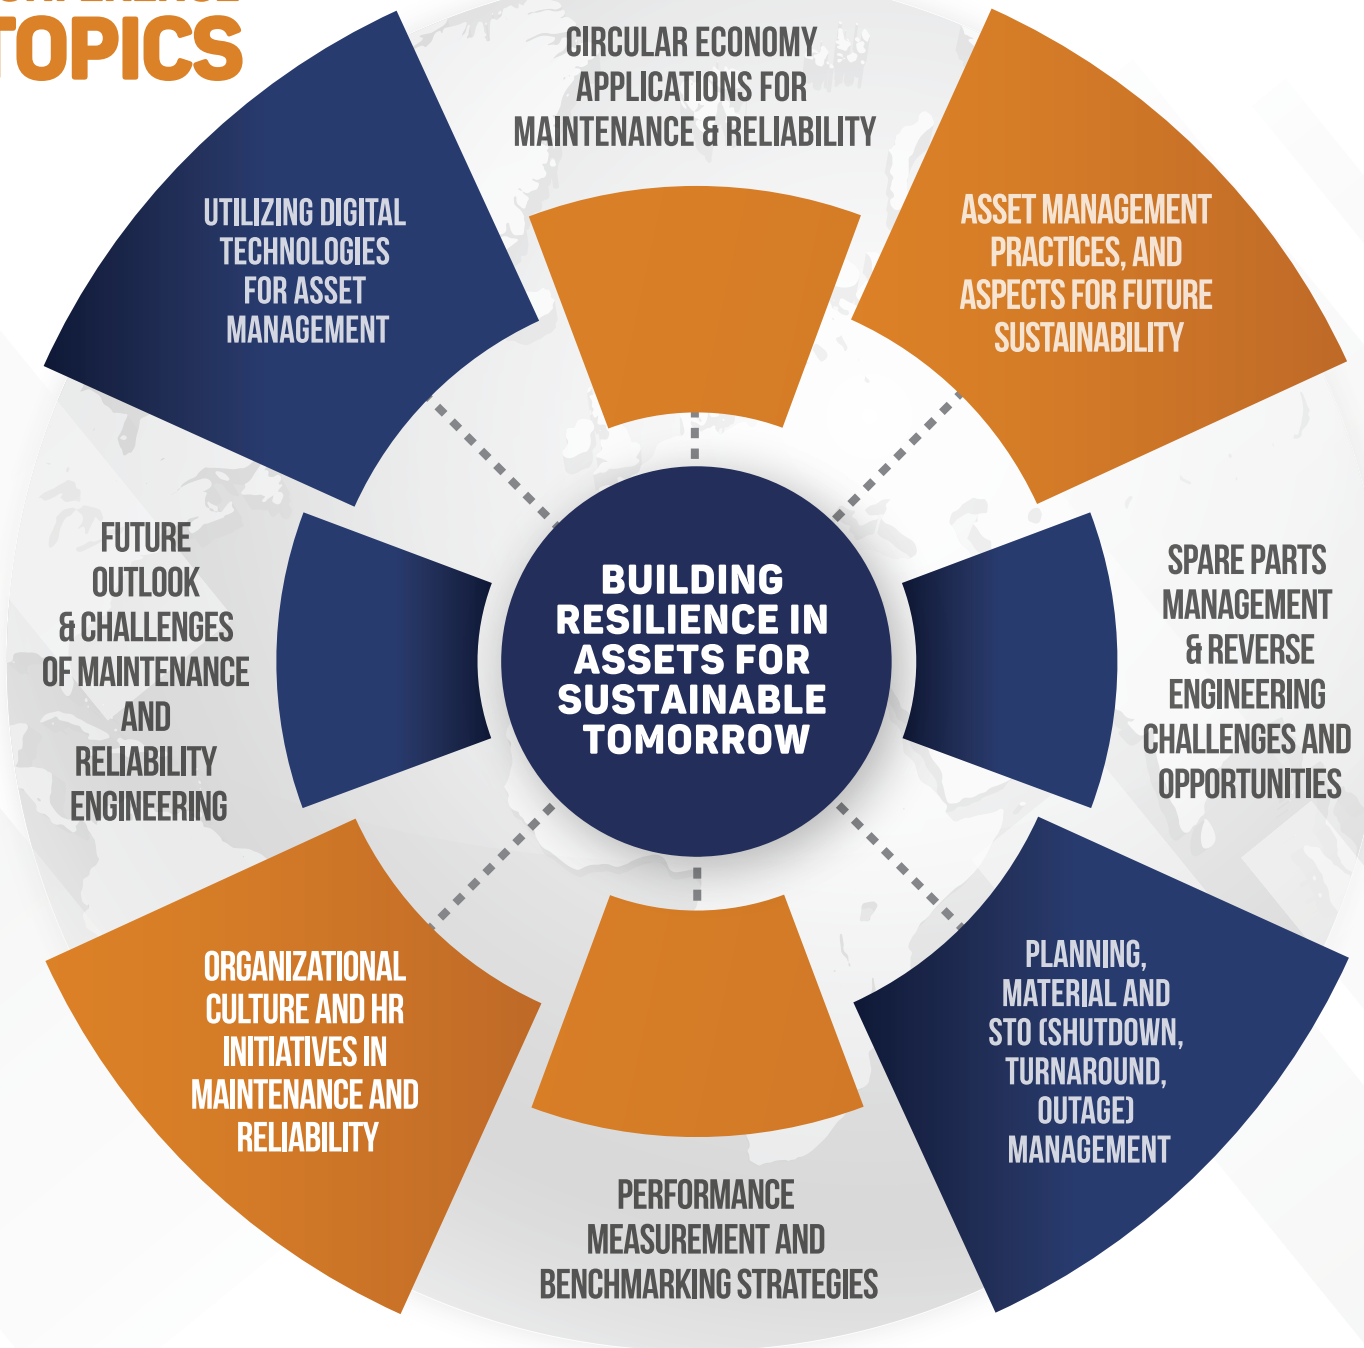 TOPICS
CIRCULAR ECONOMY
APPLICATIONS FOR
MAINTENANCE & RELIABILITY
UTILIZING DIGITAL
TECHNOLOGIES
FOR ASSET
MANAGEMENT
ASSET MANAGEMENT
PRACTICES, AND
ASPECTS FOR FUTURE
SUSTAINABILITY
FUTURE
OUTLOOK
& CHALLENGES
OF MAINTENANCE
AND
RELIABILITY
ENGINEERING
BUILDING
RESILIENCE IN
ASSETS FOR
SUSTAINABLE
TOMORROW
SPARE PARTS
MANAGEMENT
& REVERSE
ENGINEERING
CHALLENGES AND
OPPORTUNITIES
ORGANIZATIONAL
CULTURE AND HR
INITIATIVES IN
MAINTENANCE AND
RELIABILITY
PLANNING,
MATERIAL AND
STO (SHUTDOWN,
TURNAROUND,
OUTAGE)
MANAGEMENT
PERFORMANCE
MEASUREMENT AND
BENCHMARKING STRATEGIES